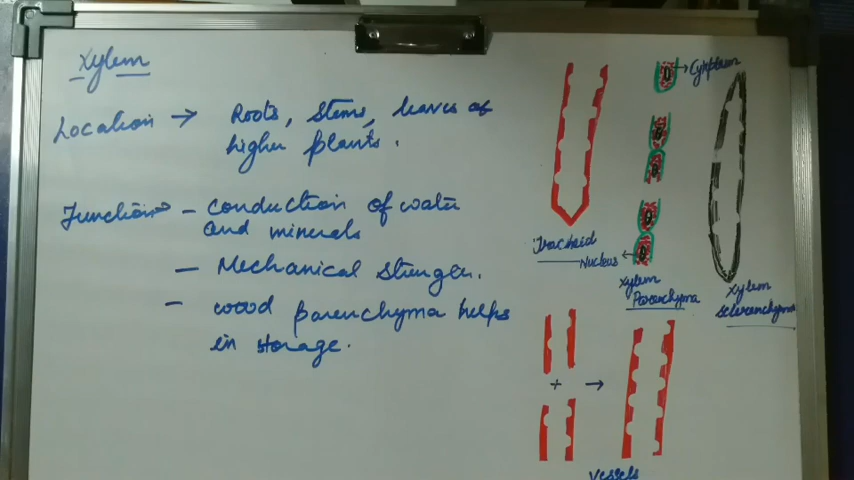 Xylem
Location → Roots, Stems, leaves of
higher plants.
Function → - conduction of water
and minerals
- Mechanical strength.
- wood parenchyma helps
in storage.
Cytoplasm
Tracheid
Nucleus
Xylem
Parenchyma
Xylem
Sclerenchyma
+ →
Vessels